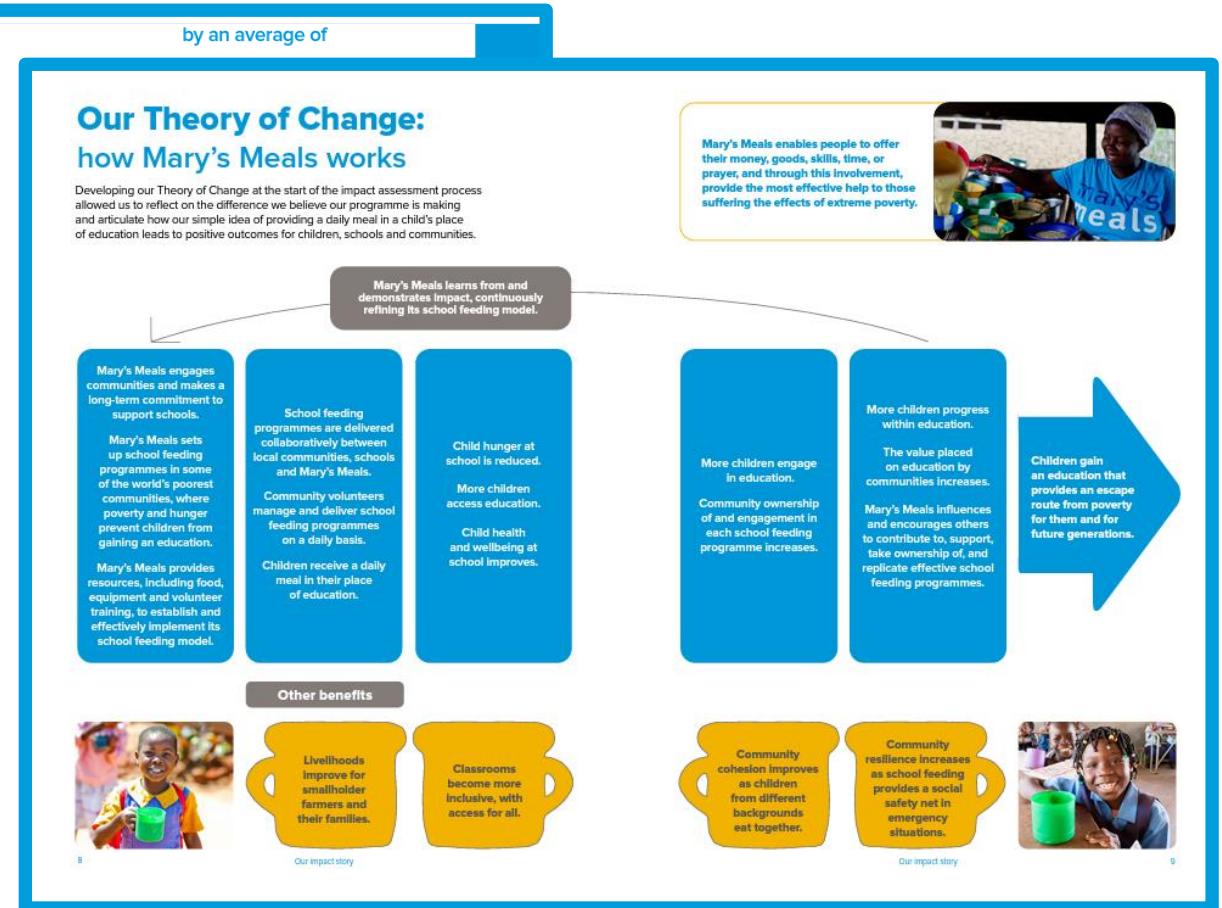 by an average of
Our Theory of Change:
how Mary's Meals works
Developing our Theory of Change at the start of the impact assessment process
allowed us to reflect on the difference we believe our programme is making
and articulate how our simple idea of providing a daily meal in a child's place
of education leads to positive outcomes for children, schools and communities.
Mary's Meals enables people to offer
their money, goods, skills, time, or
prayer, and through this involvement,
provide the most effective help to those
suffering the effects of extreme poverty.
mary's
meals
Mary's Meals learns from and
demonstrates impact, continuously
refining its school feeding model.
Mary's Meals engages
communities and makes a
long-term commitment to
support schools.
Mary's Meals sets
up school feeding
programmes in some
of the world's poorest
communities, where
poverty and hunger
prevent children from
gaining an education.
Mary's Meals provides
resources, including food,
equipment and volunteer
training, to establish and
effectively implement its
school feeding model.
School feeding
programmes are delivered
collaboratively between
local communities, schools
and Mary's Meals.
Community volunteers
manage and deliver school
feeding programmes
on a daily basis.
Children receive a daily
meal in their place
of education.
Child hunger at
school is reduced.
More children
access education.
Child health
and wellbeing at
school improves.
More children engage
in education.
Community ownership
of and engagement in
each school feeding
programme increases.
More children progress
within education.
The value placed
on education by
communities increases.
Mary's Meals influences
and encourages others
to contribute to, support,
take ownership of, and
replicate effective school
feeding programmes.
Children gain
an education that
provides an escape
route from poverty
for them and for
future generations.
Other benefits
Livelihoods
improve for
smallholder
farmers and
their families.
Classrooms
become more
inclusive, with
access for all.
Community
cohesion improves
as children
from different
backgrounds
eat together.
Community
resilience increases
as school feeding
provides a social
safety net in
emergency
situations.
8
Our impact story
Our impact story
9